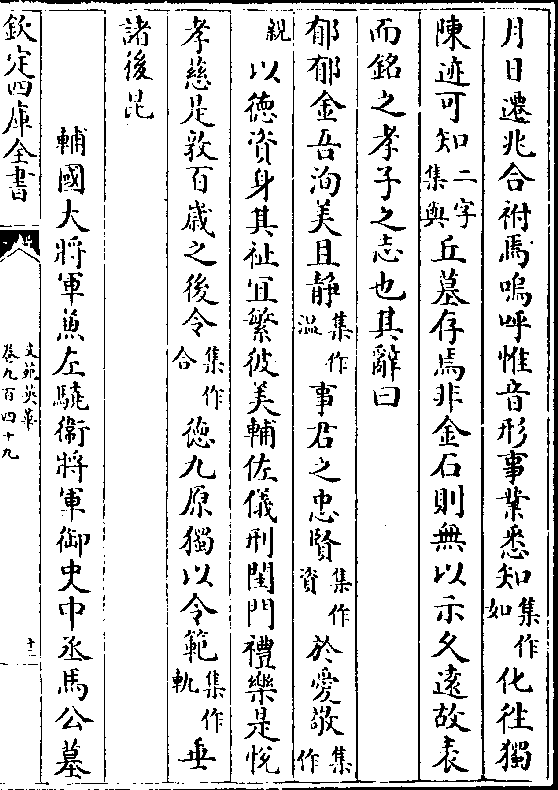 月日遷兆合祔焉嗚呼惟音形事業悉知集作如化往獨
陳迹可知二字集輿丘墓存焉非金石則無以示久遠故表
而銘之孝子之志也其辭曰
郁郁金吾洵美且靜集作溢事君之忠賢集作資於愛敬集作
親以德資身其祉宜繁彼美輔佐儀刑閨門禮樂是悅
孝慈是敦百歲之後令集作合德九原獨以令範集作軌垂
諸後昆
輔國大將軍兼左驍衛將軍御史中丞馬公墓
欽定四庫全書
文苑英華
卷九百四十九
十三